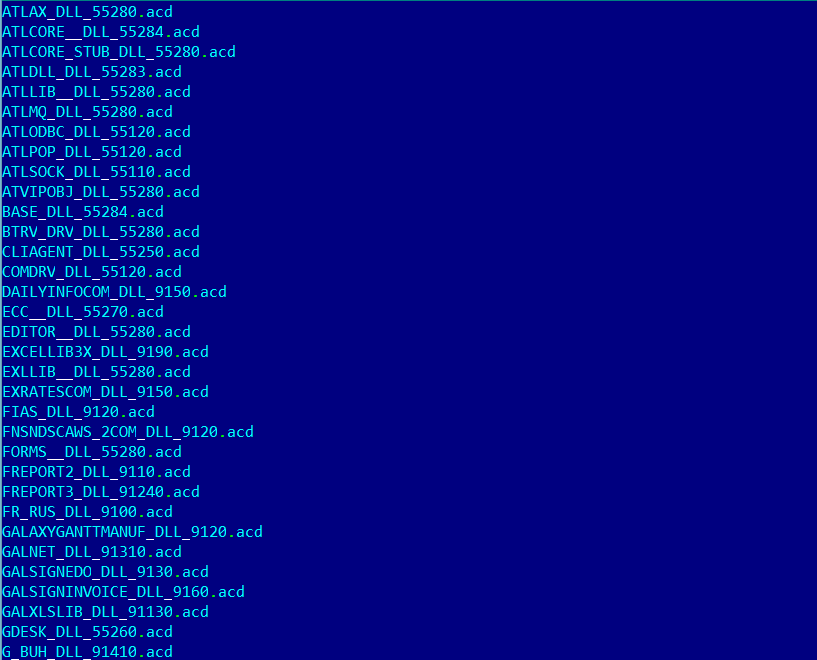 ATLAX_DLL_55280.acd
ATLCORE__DLL_55284.acd
ATLCORE_STUB_DLL_55280.acd
ATLDLL_DLL_55283.acd
ATLLIB__DLL_55280.acd
ATLMQ_DLL_55280.acd
ATLODBC_DLL_55120.acd
ATLPOP_DLL_55120.acd
ATLSOCK_DLL_55110.acd
ATVIPOBJ_DLL_55280.acd
BASE_DLL_55284.acd
BTRV_DRV_DLL_55280.acd
CLIAGENT_DLL_55250.acd
COMDRV_DLL_55120.acd
DAILYINFOCOM_DLL_9150.acd
ECC__DLL_55270.acd
EDITOR__DLL_55280.acd
EXCELLIB3X_DLL_9190.acd
EXLLIB__DLL_55280.acd
EXRATESCOM_DLL_9150.acd
FIAS_DLL_9120.acd
FNSNDSCAWS_2COM_DLL_9120.acd
FORMS__DLL_55280.acd
FREPORT2_DLL_9110.acd
FREPORT3_DLL_91240.acd
FR_RUS_DLL_9100.acd
GALAXYGANTTMANUF_DLL_9120.acd
GALNET_DLL_91310.acd
GALSIGNEDO_DLL_9130.acd
GALSIGNINVOICE_DLL_9160.acd
GALXLSLIB_DLL_91130.acd
GDESK_DLL_55260.acd
G_BUH_DLL_91410.acd